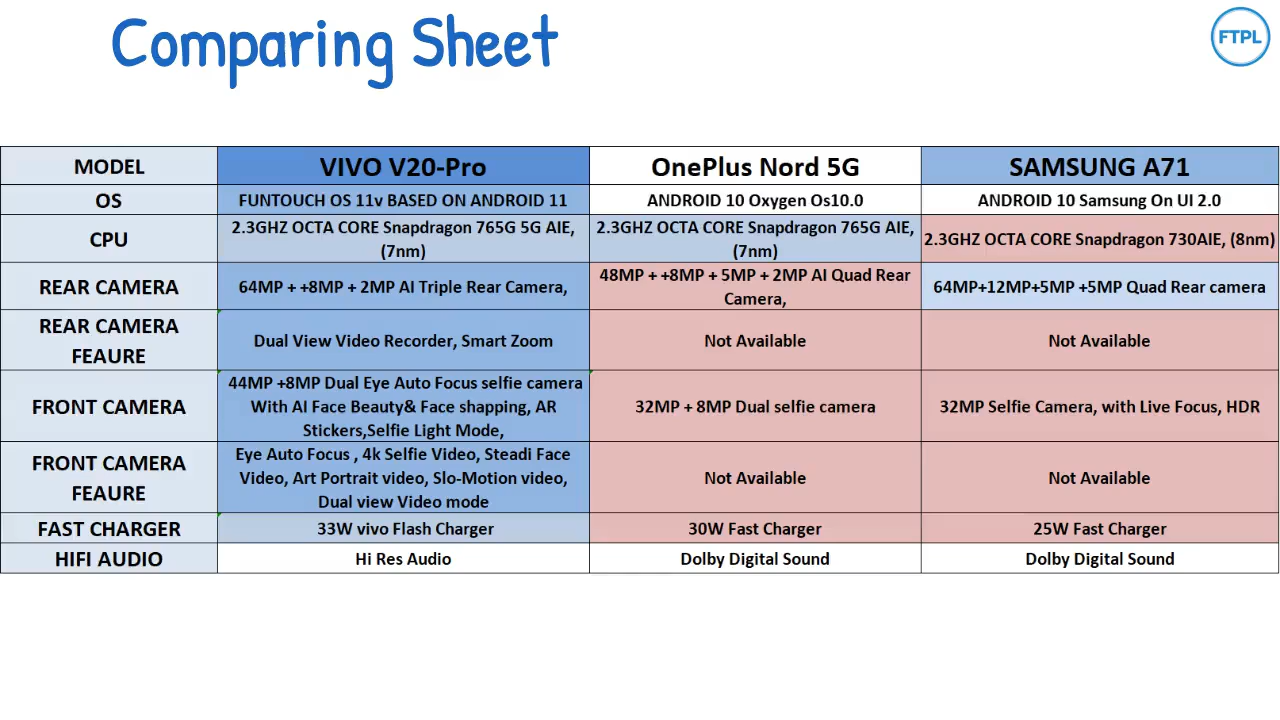 Comparing Sheet
FTPL
MODEL
VIVO V20-Pro
OnePlus Nord 5G
SAMSUNG A71
OS
FUNTOUCH OS 11v BASED ON ANDROID 11
ANDROID 10 Oxygen Os10.0
ANDROID 10 Samsung On UI 2.0
CPU
2.3GHZ OCTA CORE Snapdragon 765G 5G AIE,
(7nm)
2.3GHZ OCTA CORE Snapdragon 765G AIE,
(7nm)
2.3GHZ OCTA CORE Snapdragon 730AIE, (8nm)
REAR CAMERA
64MP + +8MP + 2MP AI Triple Rear Camera,
48MP + +8MP + 5MP + 2MP AI Quad Rear
Camera,
64MP+12MP+5MP +5MP Quad Rear camera
REAR CAMERA
FEAURE
Dual View Video Recorder, Smart Zoom
Not Available
Not Available
FRONT CAMERA
44MP +8MP Dual Eye Auto Focus selfie camera
With AI Face Beauty& Face shapping, AR
Stickers,Selfie Light Mode,
32MP + 8MP Dual selfie camera
32MP Selfie Camera, with Live Focus, HDR
FRONT CAMERA
FEAURE
Eye Auto Focus , 4k Selfie Video, Steadi Face
Video, Art Portrait video, Slo-Motion video,
Dual view Video mode
Not Available
Not Available
FAST CHARGER
33W vivo Flash Charger
30W Fast Charger
25W Fast Charger
HIFI AUDIO
Hi Res Audio
Dolby Digital Sound
Dolby Digital Sound